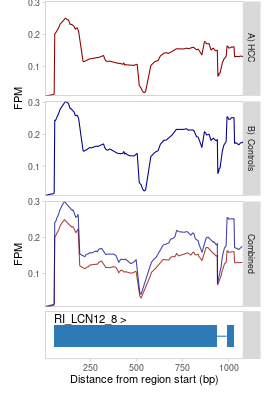 0.3
0.2
0.1
FPM
A) HCC
0.3
0.2
0.1
B) Controls
0.3
0.2
0.1
FPM
Combined
RI_LCN12_8 >
250
500
750
1000
Distance from region start (bp)